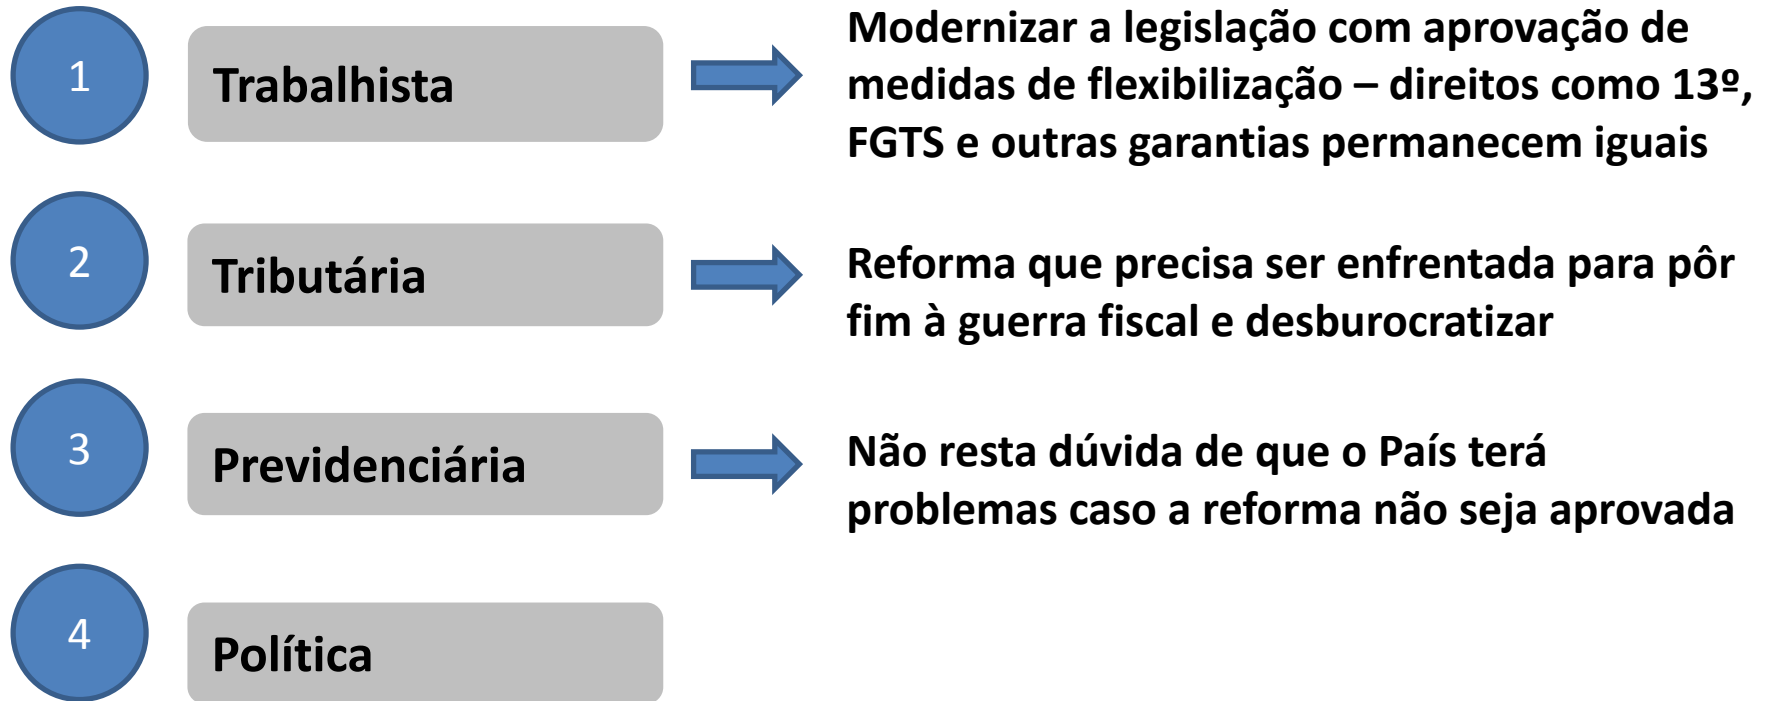 1
Trabalhista
Modernizar a legislação com aprovação de
medidas de flexibilização – direitos como 13º,
FGTS e outras garantias permanecem iguais
2
Tributária
Reforma que precisa ser enfrentada para pôr
fim à guerra fiscal e desburocratizar
3
Previdenciária
Não resta dúvida de que o País terá
problemas caso a reforma não seja aprovada
4
Política